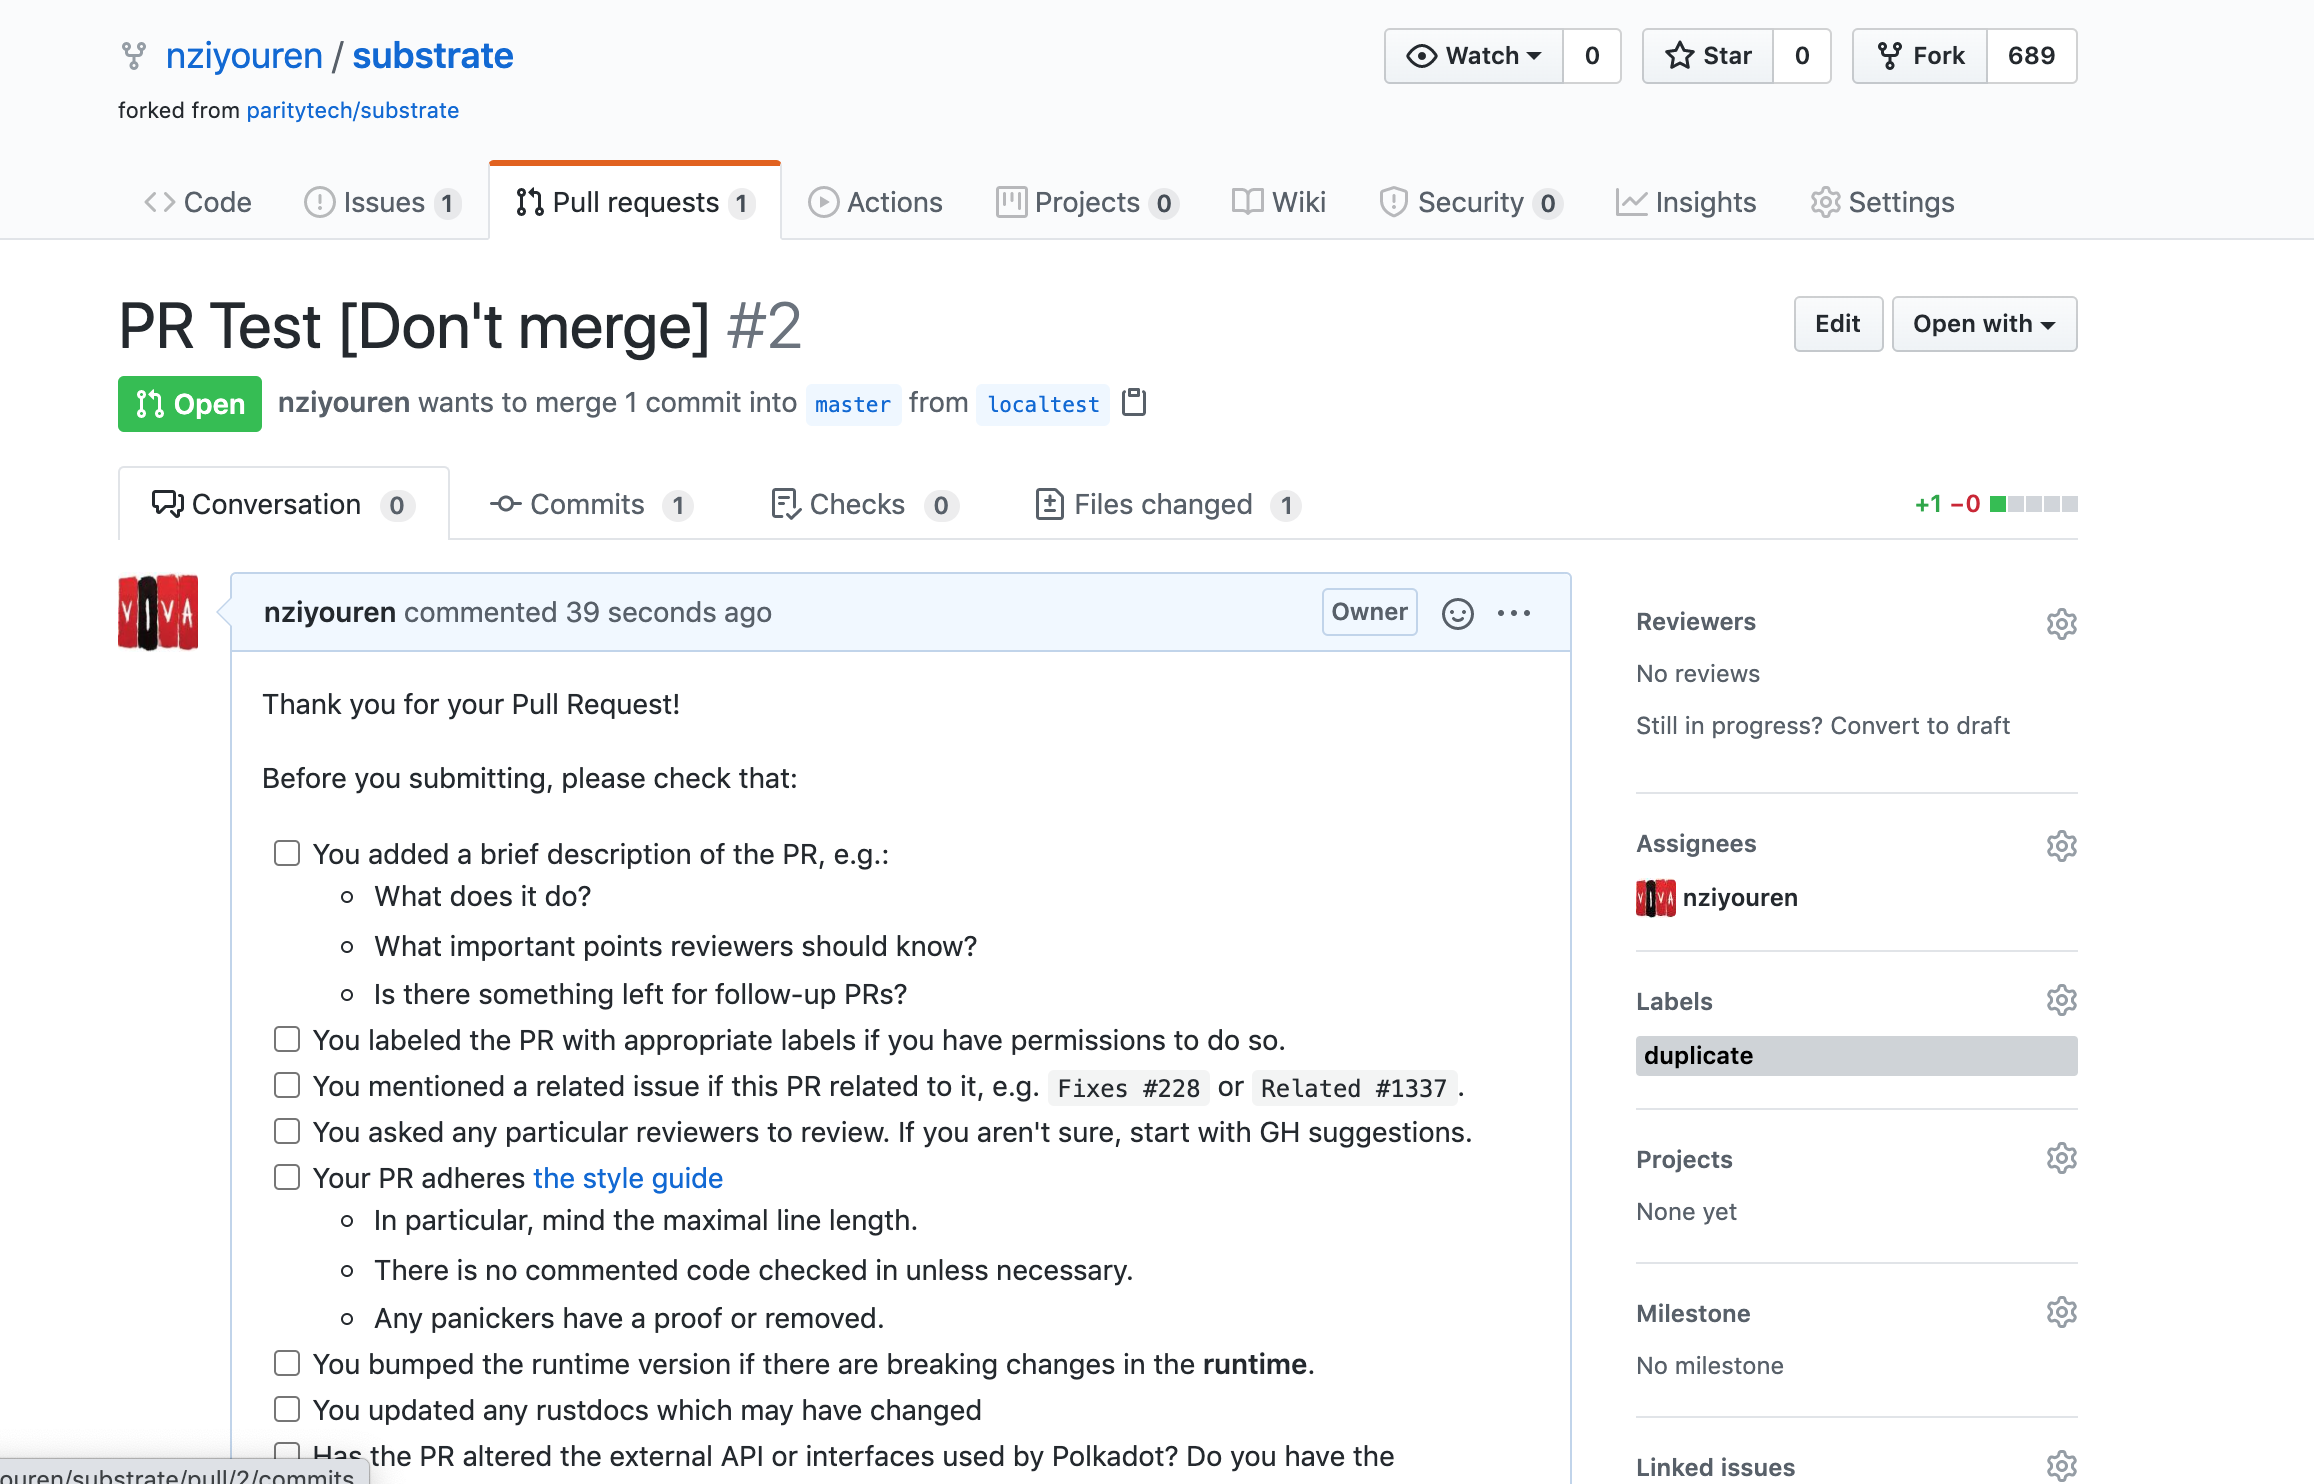 nziyouren / substrate
Watch 0 Star 0 Fork 689
forked from paritytech/substrate
Code Issues 1 Pull requests 1 Actions Projects 0 Wiki Security 0 Insights Settings
PR Test [Don't merge] #2
Edit Open with
Open nziyouren wants to merge 1 commit into master from localtest
Conversation 0 Commits 1 Checks 0 Files changed 1 +1 −0
VIVA
nziyouren commented 39 seconds ago Owner
Thank you for your Pull Request!
Before you submitting, please check that:
You added a brief description of the PR, e.g.:
What does it do?
What important points reviewers should know?
Is there something left for follow-up PRs?
You labeled the PR with appropriate labels if you have permissions to do so.
You mentioned a related issue if this PR related to it, e.g. Fixes #228 or Related #1337.
You asked any particular reviewers to review. If you aren't sure, start with GH suggestions.
Your PR adheres the style guide
In particular, mind the maximal line length.
There is no commented code checked in unless necessary.
Any panickers have a proof or removed.
You bumped the runtime version if there are breaking changes in the runtime.
You updated any rustdocs which may have changed
Has the PR altered the external API or interfaces used by Polkadot? Do you have the
ouren/substrate/pull/2/commits
Reviewers
No reviews
Still in progress? Convert to draft
Assignees
VIVA nziyouren
Labels
duplicate
Projects
None yet
Milestone
No milestone
Linked issues